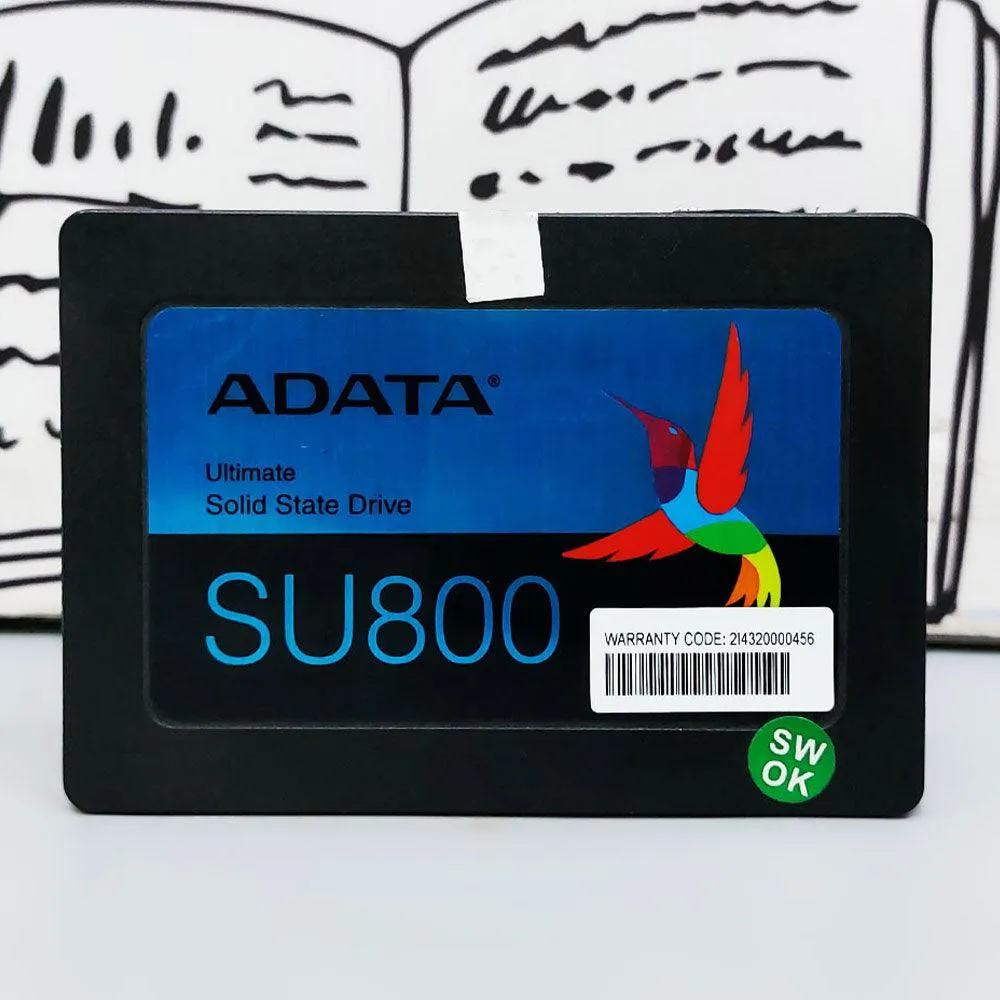 ADATA®
Ultimate
Solid State Drive
SU800
WARRANTY CODE: 2I4320000456
SW
OK